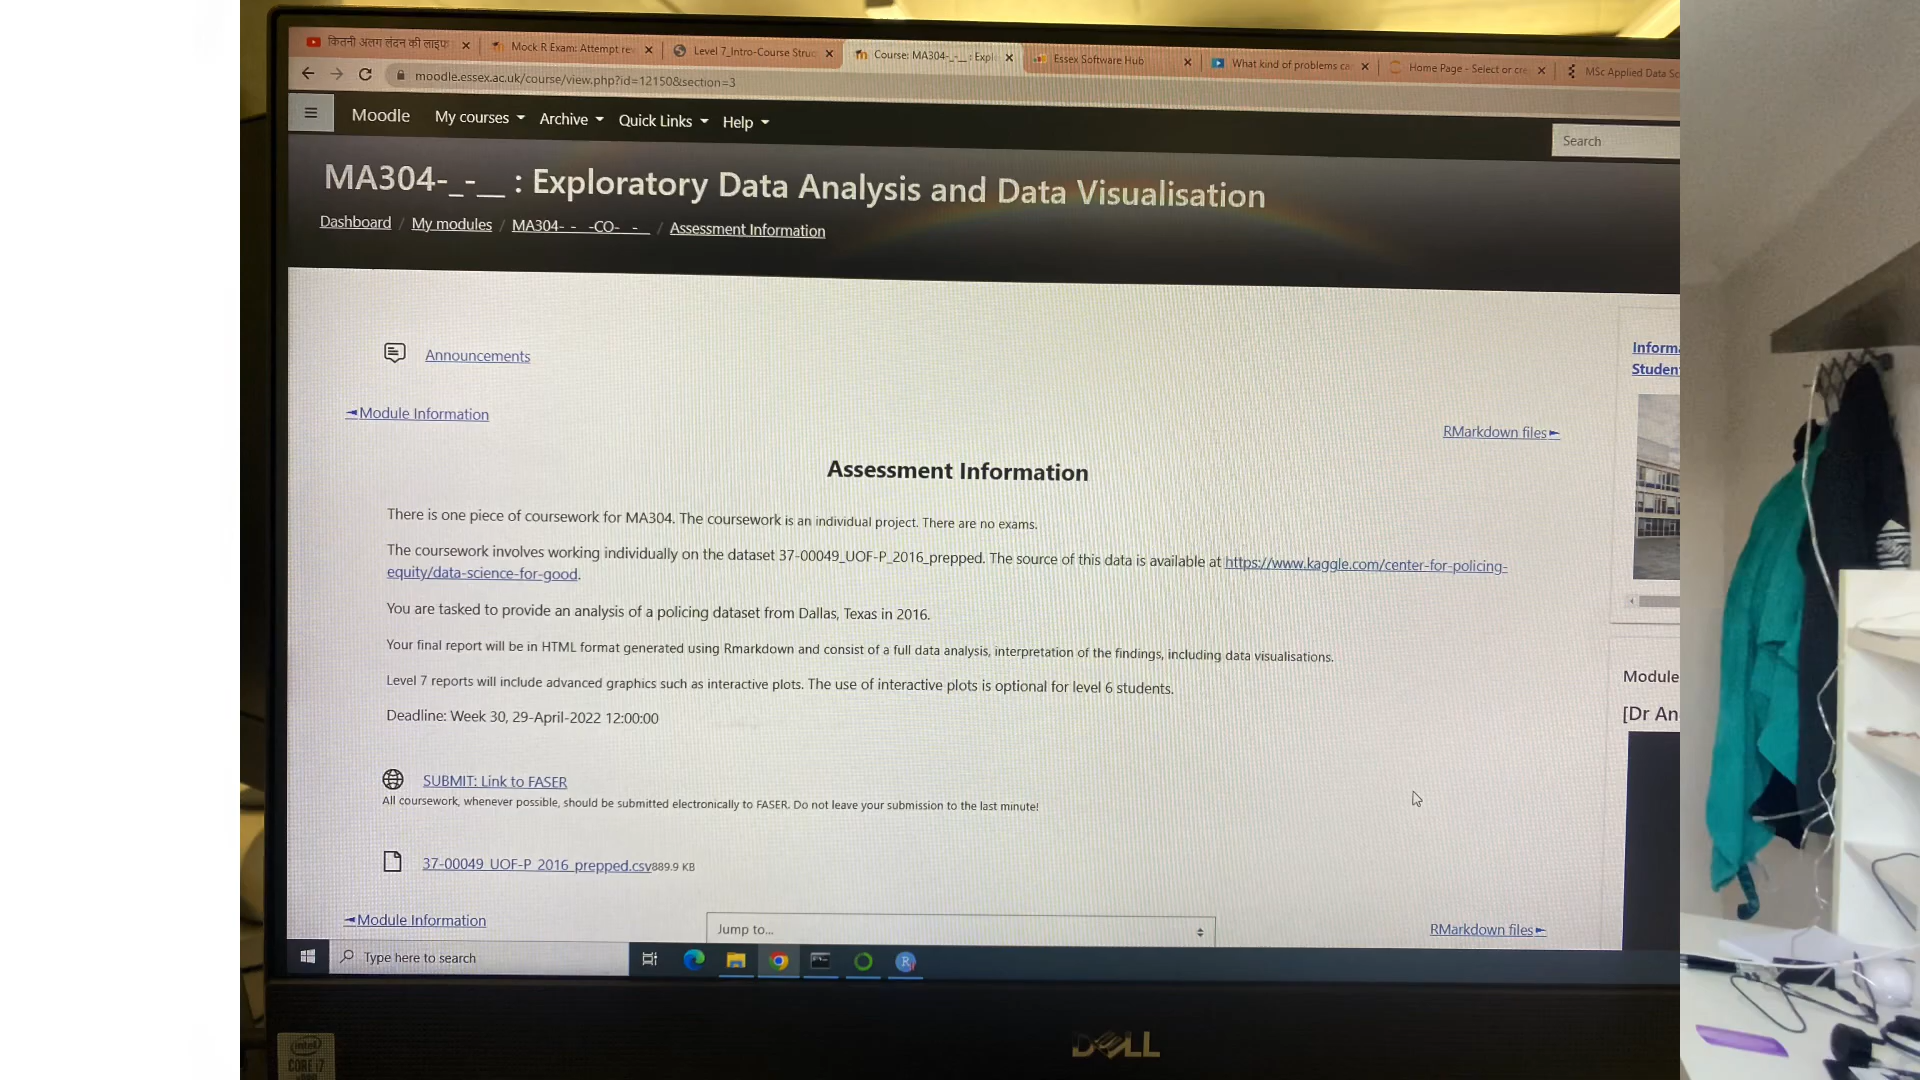 कितनी अलग लंदन की लाइफ
Mock R Exam: Attempt re
Level 7_Intro-Course Struc
Course: MA304-_-__ : Expl
Essex Software Hub
What kind of problems ca
Home Page - Select or cre
MSc Applied Data Sc
moodle.essex.ac.uk/course/view.php?id=12150&section=3
Moodle My courses Archive Quick Links Help
Search
MA304-_-__ : Exploratory Data Analysis and Data Visualisation
Dashboard / My modules / MA304-_-__-CO-_-__ / Assessment Information
Announcements
Inform
Studen
◄Module Information
RMarkdown files►
Assessment Information
There is one piece of coursework for MA304. The coursework is an individual project. There are no exams.
The coursework involves working individually on the dataset 37-00049_UOF-P_2016_prepped. The source of this data is available at https://www.kaggle.com/center-for-policing-
equity/data-science-for-good.
You are tasked to provide an analysis of a policing dataset from Dallas, Texas in 2016.
Your final report will be in HTML format generated using Rmarkdown and consist of a full data analysis, interpretation of the findings, including data visualisations.
Level 7 reports will include advanced graphics such as interactive plots. The use of interactive plots is optional for level 6 students.
Module
[Dr An
Deadline: Week 30, 29-April-2022 12:00:00
SUBMIT: Link to FASER
All coursework, whenever possible, should be submitted electronically to FASER. Do not leave your submission to the last minute!
37-00049_UOF-P_2016_prepped.csv889.9 KB
◄Module Information
Jump to...
RMarkdown files►
Type here to search
R
DELL
intel
CORE i7